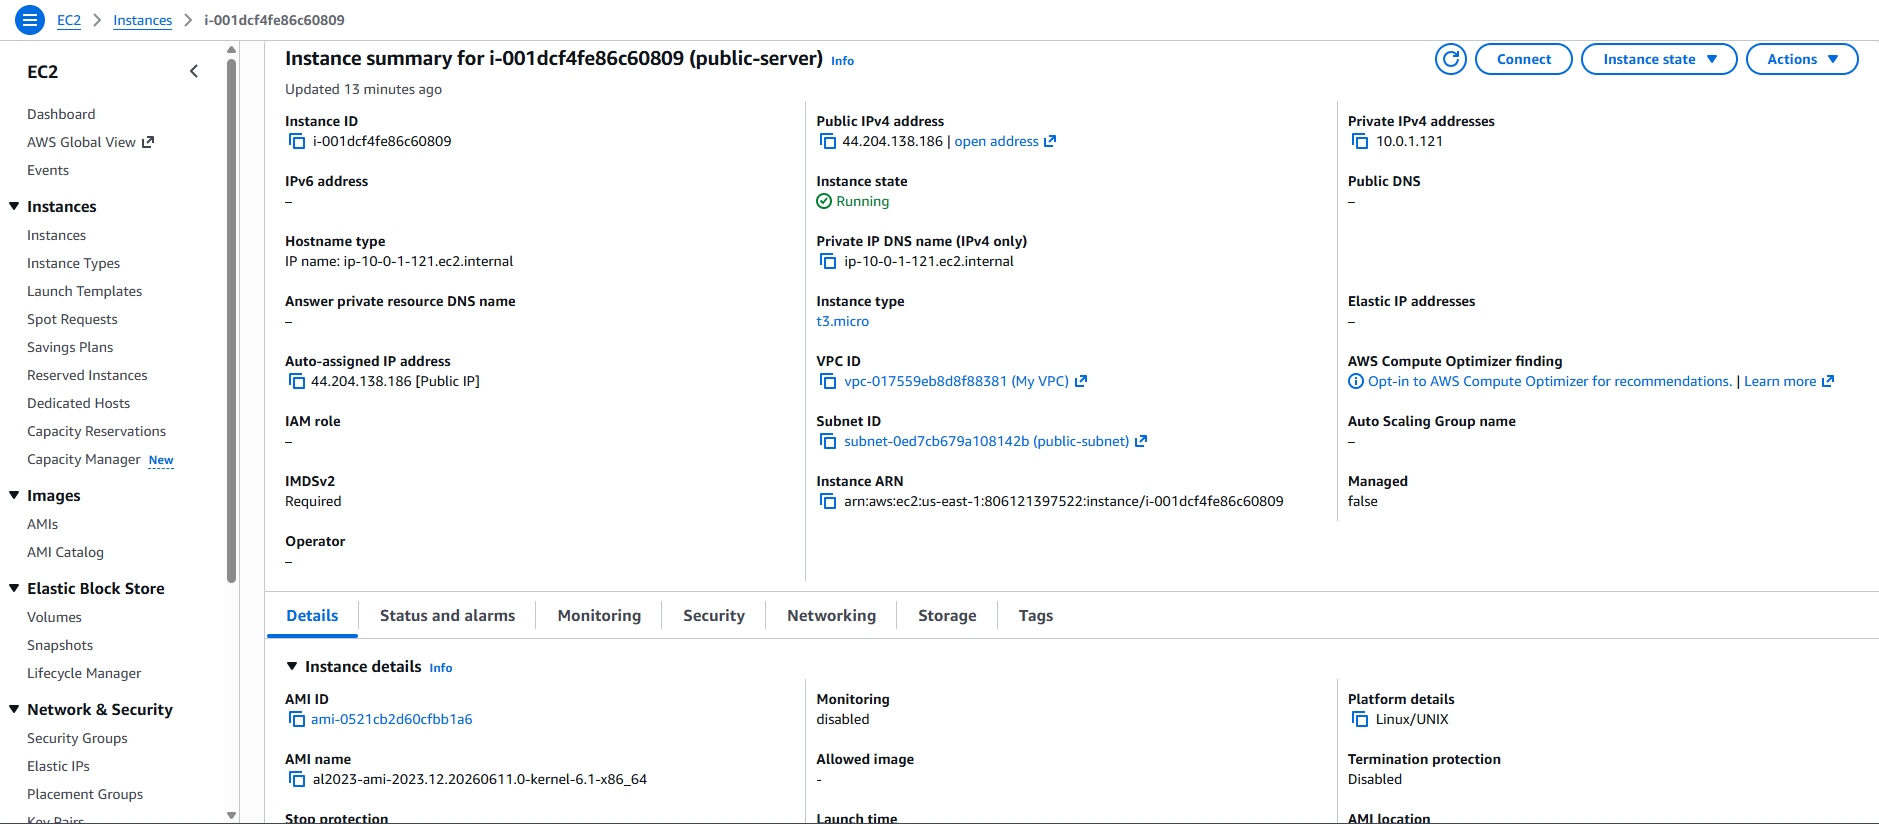 EC2 > Instances > i-001dcf4fe86c60809
EC2
Dashboard
AWS Global View
Events
Instances
Instances
Instance Types
Launch Templates
Spot Requests
Savings Plans
Reserved Instances
Dedicated Hosts
Capacity Reservations
Capacity Manager New
Images
AMIs
AMI Catalog
Elastic Block Store
Volumes
Snapshots
Lifecycle Manager
Network & Security
Security Groups
Elastic IPs
Placement Groups
Key Pairs
Instance summary for i-001dcf4fe86c60809 (public-server) Info
Connect
Instance state
Actions
Updated 13 minutes ago
Instance ID
i-001dcf4fe86c60809
Public IPv4 address
44.204.138.186 | open address
Private IPv4 addresses
10.0.1.121
IPv6 address
–
Instance state
Running
Public DNS
–
Hostname type
IP name: ip-10-0-1-121.ec2.internal
Private IP DNS name (IPv4 only)
ip-10-0-1-121.ec2.internal
Answer private resource DNS name
–
Instance type
t3.micro
Elastic IP addresses
–
Auto-assigned IP address
44.204.138.186 [Public IP]
VPC ID
vpc-017559eb8d8f88381 (My VPC)
AWS Compute Optimizer finding
Opt-in to AWS Compute Optimizer for recommendations. | Learn more
IAM role
–
Subnet ID
subnet-0ed7cb679a108142b (public-subnet)
Auto Scaling Group name
–
IMDSv2
Required
Instance ARN
arn:aws:ec2:us-east-1:806121397522:instance/i-001dcf4fe86c60809
Managed
false
Operator
–
Details
Status and alarms
Monitoring
Security
Networking
Storage
Tags
Instance details Info
AMI ID
ami-0521cb2d60cfbb1a6
Monitoring
disabled
Platform details
Linux/UNIX
AMI name
al2023-ami-2023.12.20260611.0-kernel-6.1-x86_64
Allowed image
-
Termination protection
Disabled
Stop protection
Launch time
AMI location